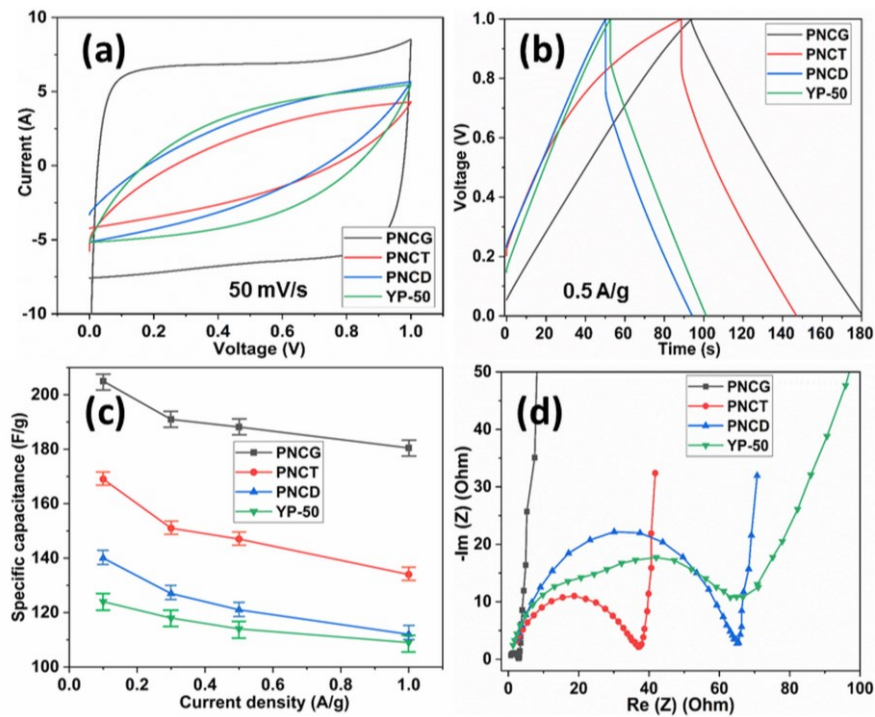 (a)
PNCG
PNCT
PNCD
YP-50
50 mV/s
Current (A)
10
5
0
-5
-10
0.0 0.2 0.4 0.6 0.8 1.0
Voltage (V)
(b)
PNCG
PNCT
PNCD
YP-50
0.5 A/g
Voltage (V)
1.0
0.8
0.6
0.4
0.2
0.0
0 20 40 60 80 100 120 140 160 180
Time (s)
(c)
PNCG
PNCT
PNCD
YP-50
Specific capacitance (F/g)
200
180
160
140
120
100
0.0 0.2 0.4 0.6 0.8 1.0
Current density (A/g)
(d)
PNCG
PNCT
PNCD
YP-50
-Im (Z) (Ohm)
50
40
30
20
10
0
0 20 40 60 80 100
Re (Z) (Ohm)